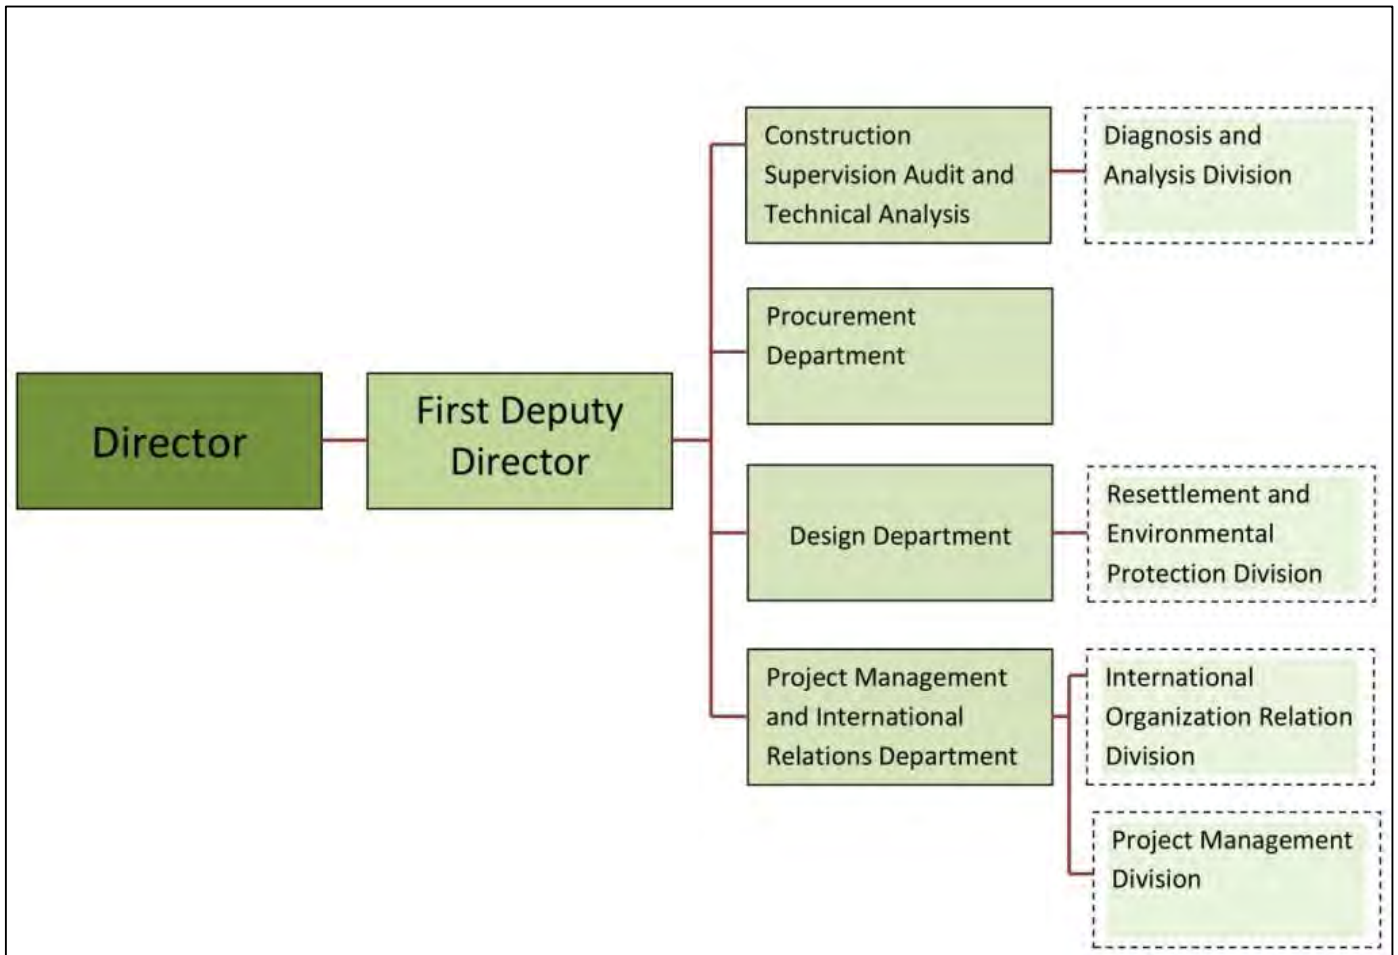 Director
First Deputy
Director
Construction
Supervision Audit and
Technical Analysis
Diagnosis and
Analysis Division
Procurement
Department
Design Department
Resettlement and
Environmental
Protection Division
Project Management
and International
Relations Department
International
Organization Relation
Division
Project Management
Division